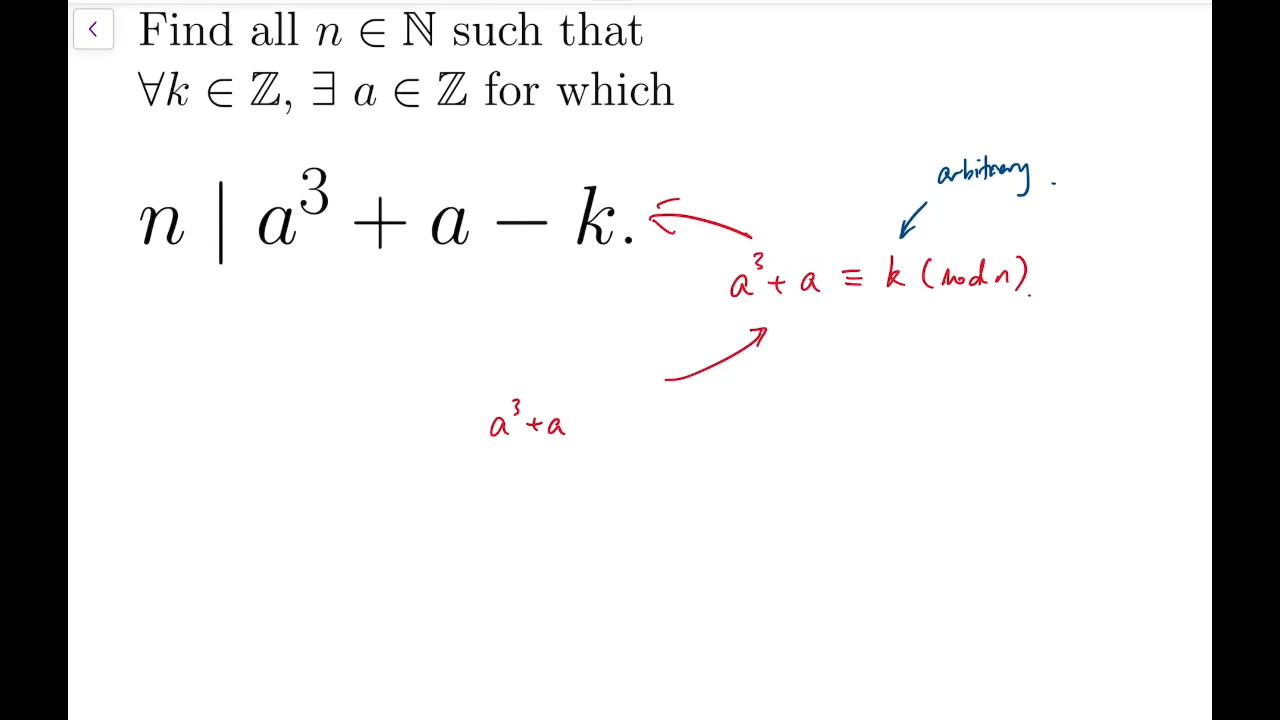 Find all n ∈ ℕ such that
∀k ∈ ℤ, ∃ a ∈ ℤ for which
n | a³ + a − k.
arbitrary.
a³ + a ≡ k (mod n).
a³ + a